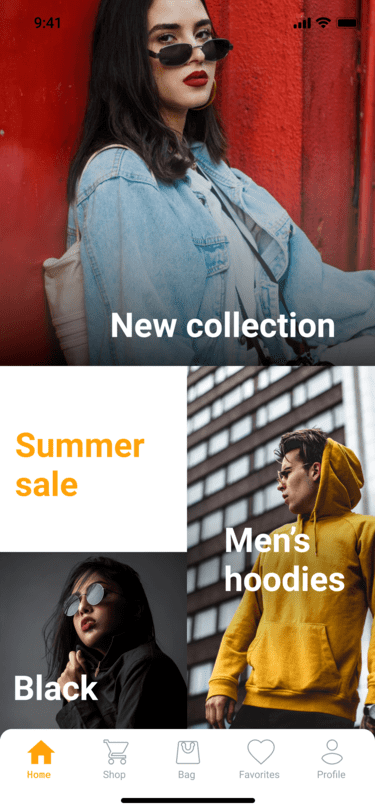 9:41
New collection
Summer
sale
Men's
hoodies
Black
Home
Shop
Bag
Favorites
Profile